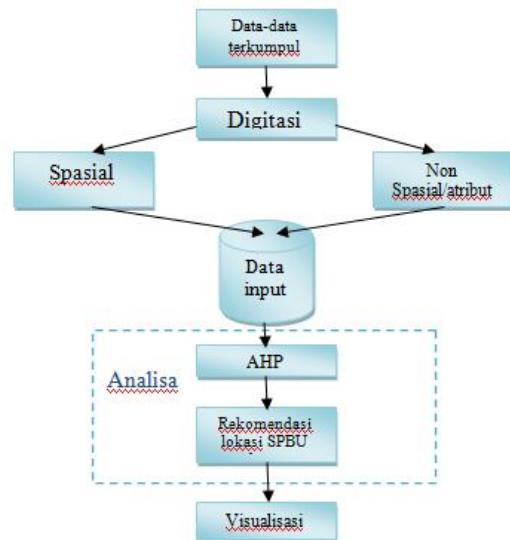 Data-data
terkumpul
Digitasi
Spasial
Non
Spasial/atribut
Data
input
Analisa
AHP
Rekomendasi
lokasi SPBU
Visualisasi